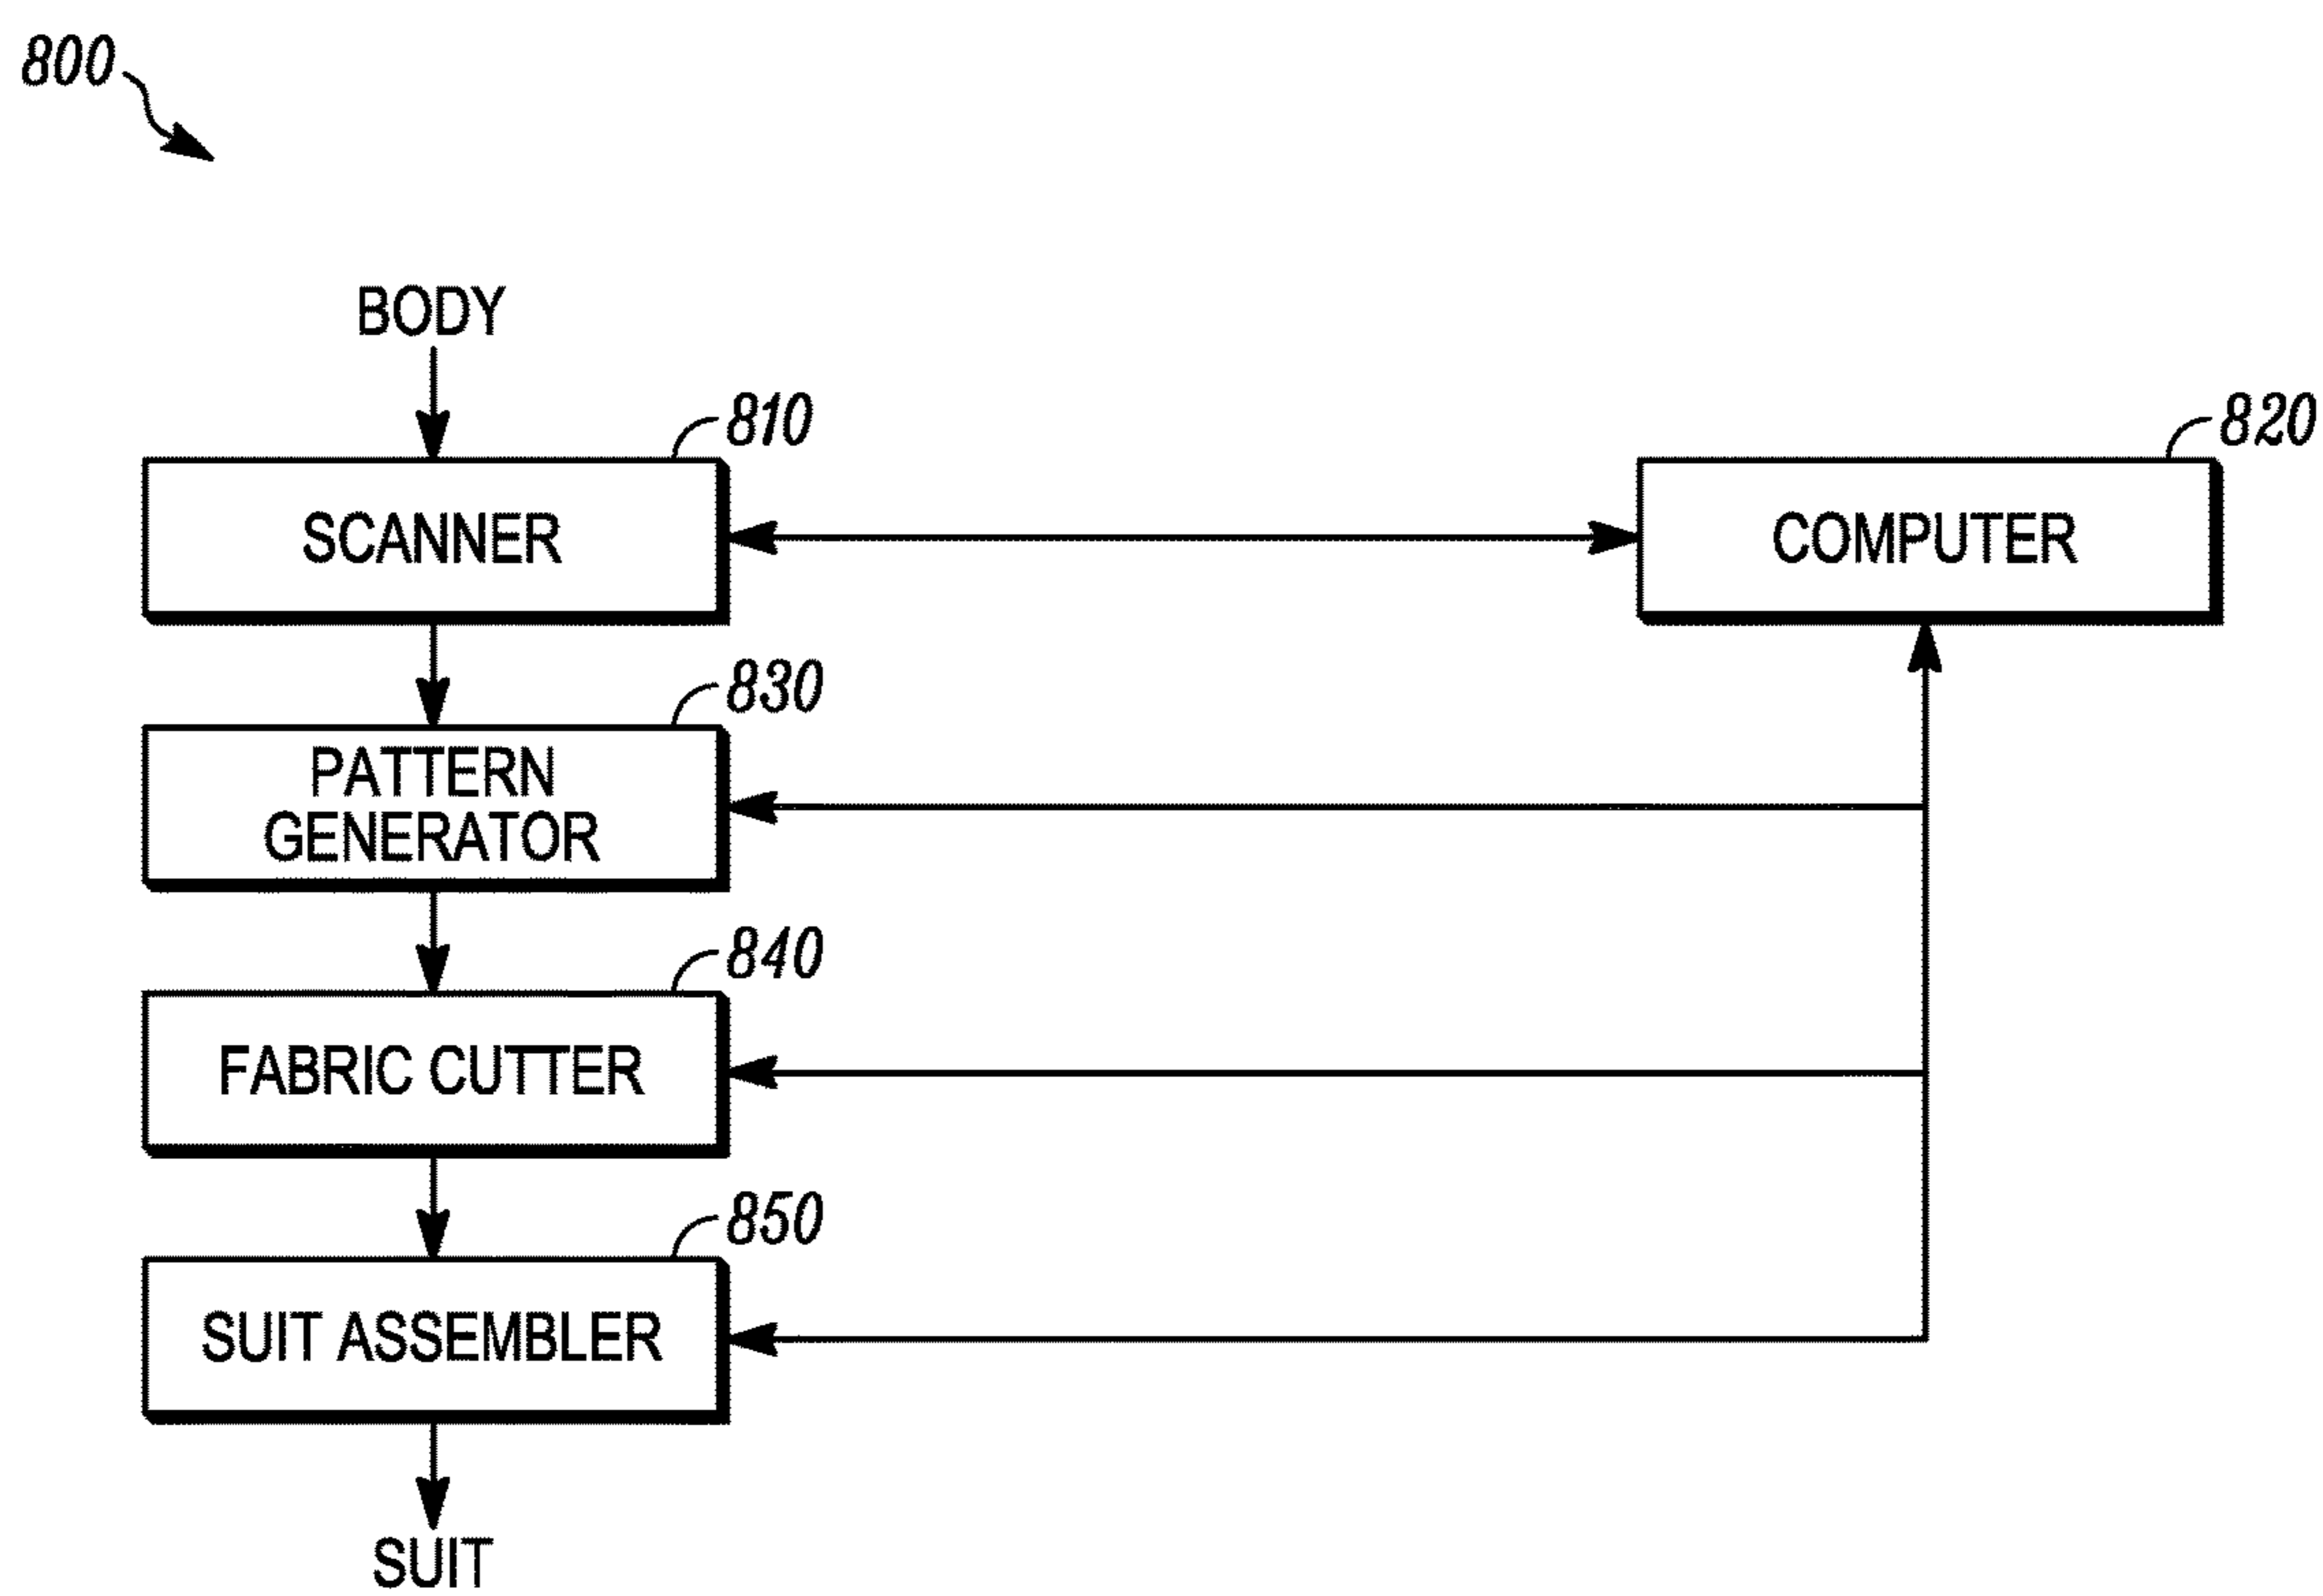 800
BODY
810
SCANNER
820
COMPUTER
830
PATTERN
GENERATOR
840
FABRIC CUTTER
850
SUIT ASSEMBLER
SUIT